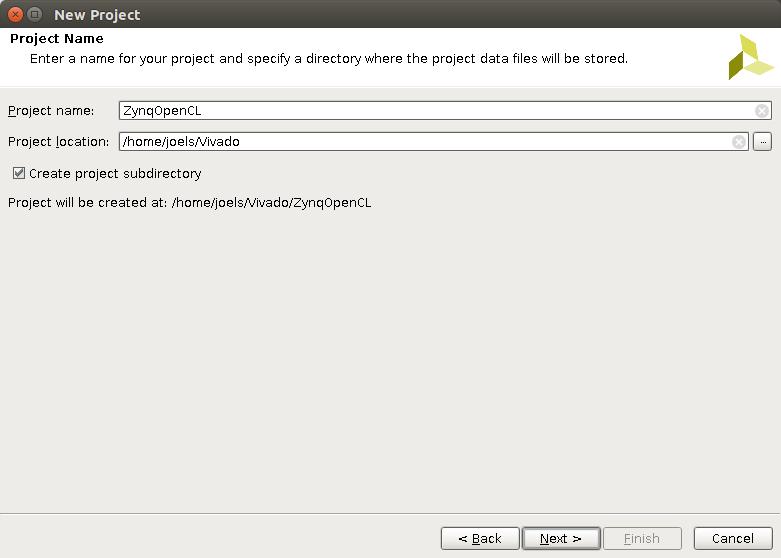 New Project
Project Name
Enter a name for your project and specify a directory where the project data files will be stored.
Project name: ZynqOpenCL
Project location: /home/joels/Vivado ...
Create project subdirectory
Project will be created at: /home/joels/Vivado/ZynqOpenCL
< Back Next > Finish Cancel